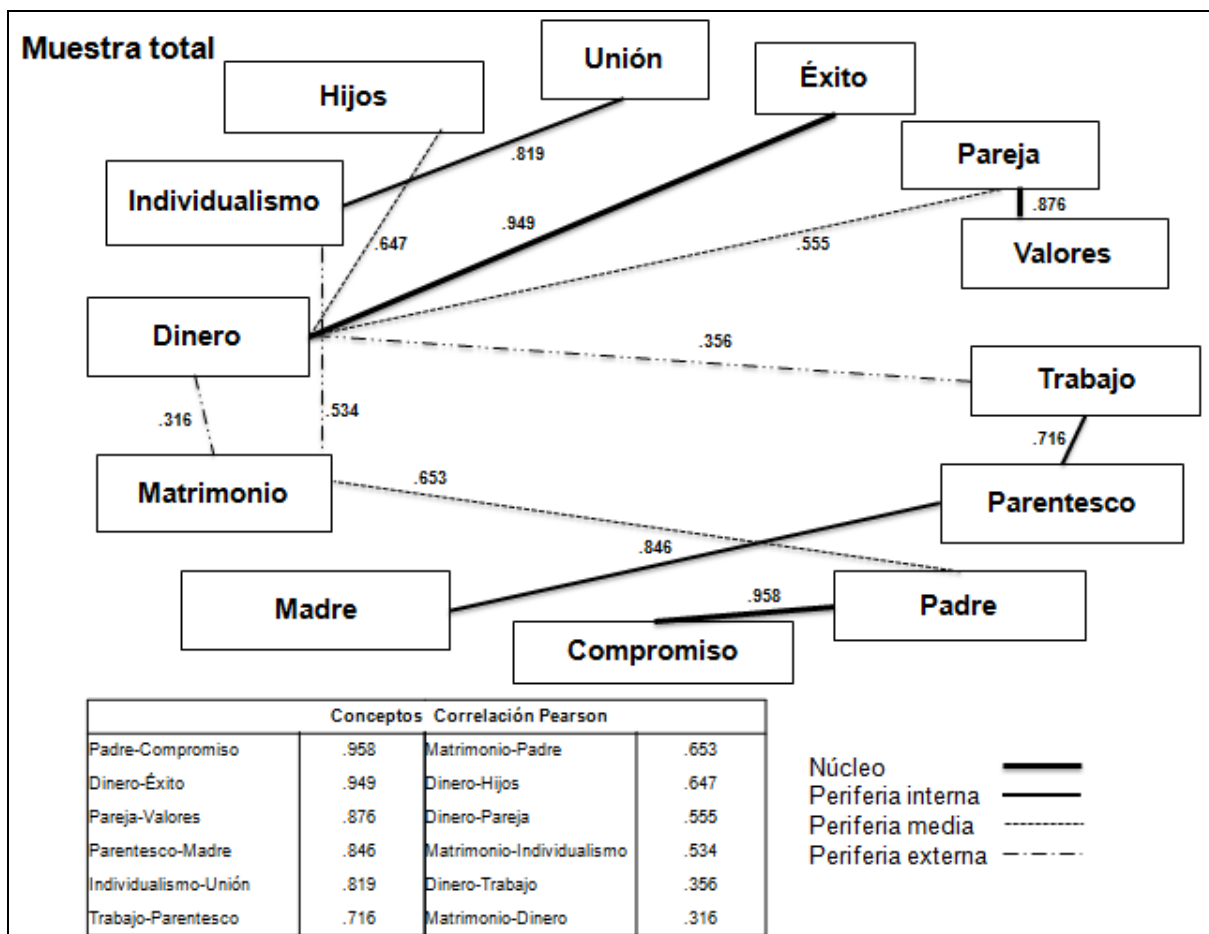 Muestra total
Unión
Éxito
Hijos
Pareja
.819
Individualismo
.876
.949
.647
.555
Valores
Dinero
.356
Trabajo
.316
.534
.716
Matrimonio
.653
Parentesco
.846
Madre
.958
Padre
Compromiso
Conceptos Correlación Pearson
Padre-Compromiso .958 Matrimonio-Padre .653
Dinero-Éxito .949 Dinero-Hijos .647
Pareja-Valores .876 Dinero-Pareja .555
Parentesco-Madre .846 Matrimonio-Individualismo .534
Individualismo-Unión .819 Dinero-Trabajo .356
Trabajo-Parentesco .716 Matrimonio-Dinero .316
Núcleo
Periferia interna
Periferia media
Periferia externa